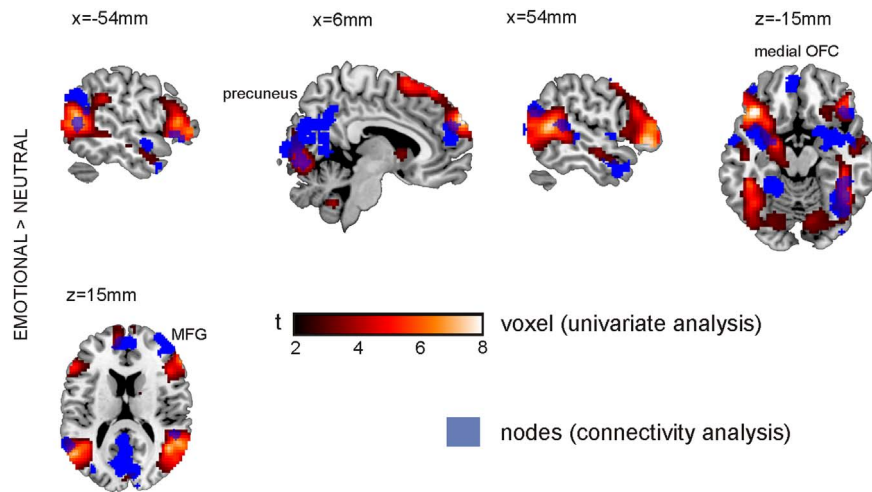 x=-54mm
x=6mm
x=54mm
z=-15mm
medial OFC
precuneus
EMOTIONAL > NEUTRAL
z=15mm
MFG
t
2 4 6 8
voxel (univariate analysis)
nodes (connectivity analysis)